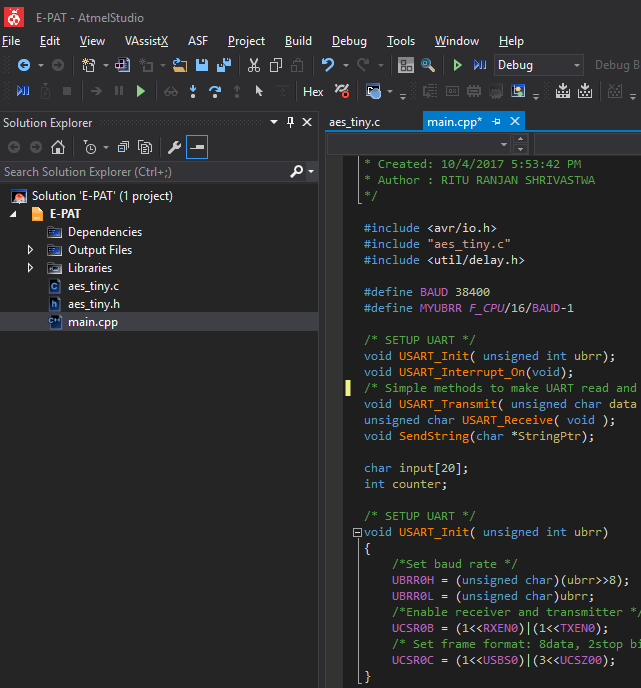 E-PAT - AtmelStudio
File Edit View VAssistX ASF Project Build Debug Tools Window Help
Debug Debug B
Hex
Solution Explorer
aes_tiny.c main.cpp*
Search Solution Explorer (Ctrl+;)
Solution 'E-PAT' (1 project)
E-PAT
Dependencies
Output Files
Libraries
aes_tiny.c
aes_tiny.h
main.cpp
* Created: 10/4/2017 5:53:42 PM
* Author : RITU RANJAN SHRIVASTWA
*/
#include <avr/io.h>
#include "aes_tiny.c"
#include <util/delay.h>
#define BAUD 38400
#define MYUBRR F_CPU/16/BAUD-1
/* SETUP UART */
void USART_Init( unsigned int ubrr);
void USART_Interrupt_On(void);
/* Simple methods to make UART read and
void USART_Transmit( unsigned char data
unsigned char USART_Receive( void );
void SendString(char *StringPtr);
char input[20];
int counter;
/* SETUP UART */
void USART_Init( unsigned int ubrr)
{
/*Set baud rate */
UBRR0H = (unsigned char)(ubrr>>8);
UBRR0L = (unsigned char)ubrr;
/*Enable receiver and transmitter */
UCSR0B = (1<<RXEN0)|(1<<TXEN0);
/* Set frame format: 8data, 2stop bi
UCSR0C = (1<<USBS0)|(3<<UCSZ00);
}